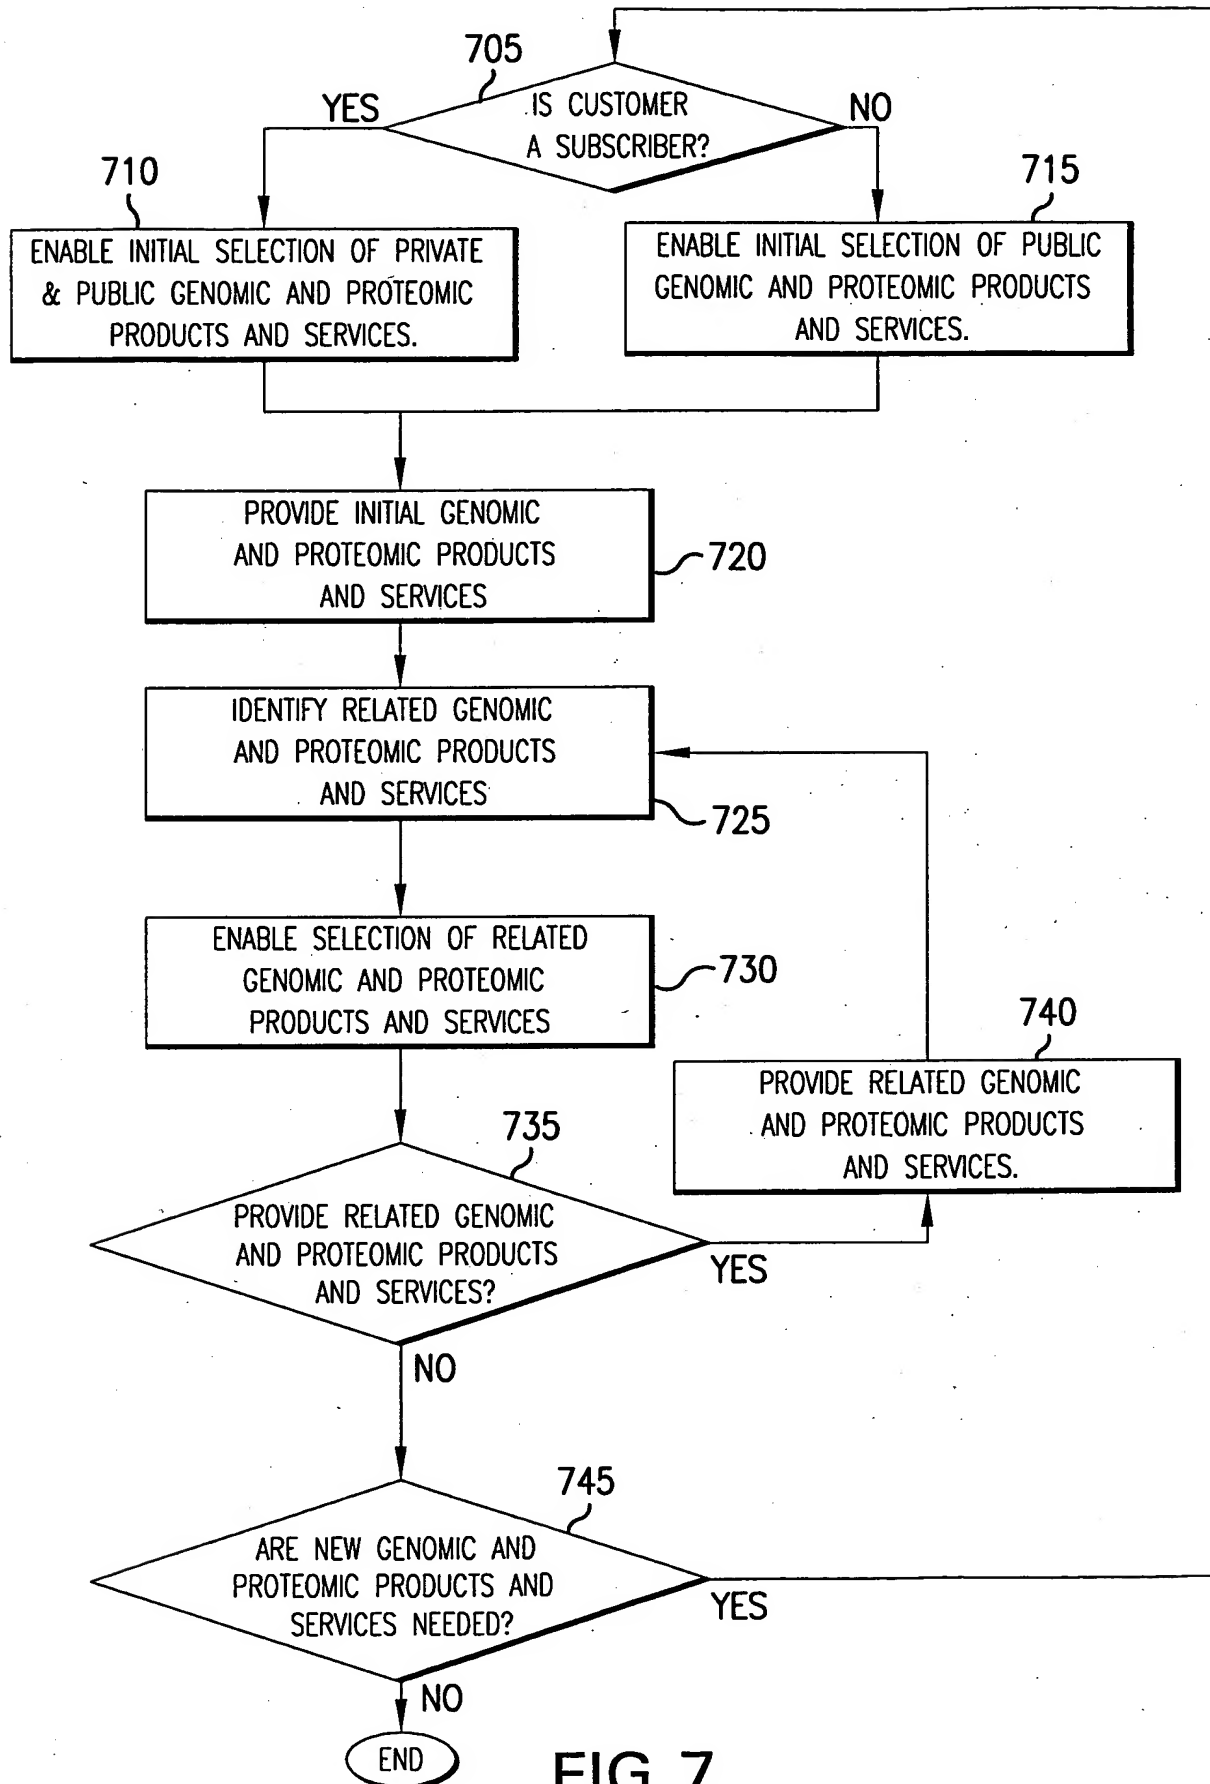 705
IS CUSTOMER
A SUBSCRIBER?
YES
NO
710
ENABLE INITIAL SELECTION OF PRIVATE
& PUBLIC GENOMIC AND PROTEOMIC
PRODUCTS AND SERVICES.
715
ENABLE INITIAL SELECTION OF PUBLIC
GENOMIC AND PROTEOMIC PRODUCTS
AND SERVICES.
PROVIDE INITIAL GENOMIC
AND PROTEOMIC PRODUCTS
AND SERVICES
720
IDENTIFY RELATED GENOMIC
AND PROTEOMIC PRODUCTS
AND SERVICES
725
ENABLE SELECTION OF RELATED
GENOMIC AND PROTEOMIC
PRODUCTS AND SERVICES
730
740
PROVIDE RELATED GENOMIC
AND PROTEOMIC PRODUCTS
AND SERVICES.
735
PROVIDE RELATED GENOMIC
AND PROTEOMIC PRODUCTS
AND SERVICES?
YES
NO
745
ARE NEW GENOMIC AND
PROTEOMIC PRODUCTS AND
SERVICES NEEDED?
YES
NO
END
FIG.7